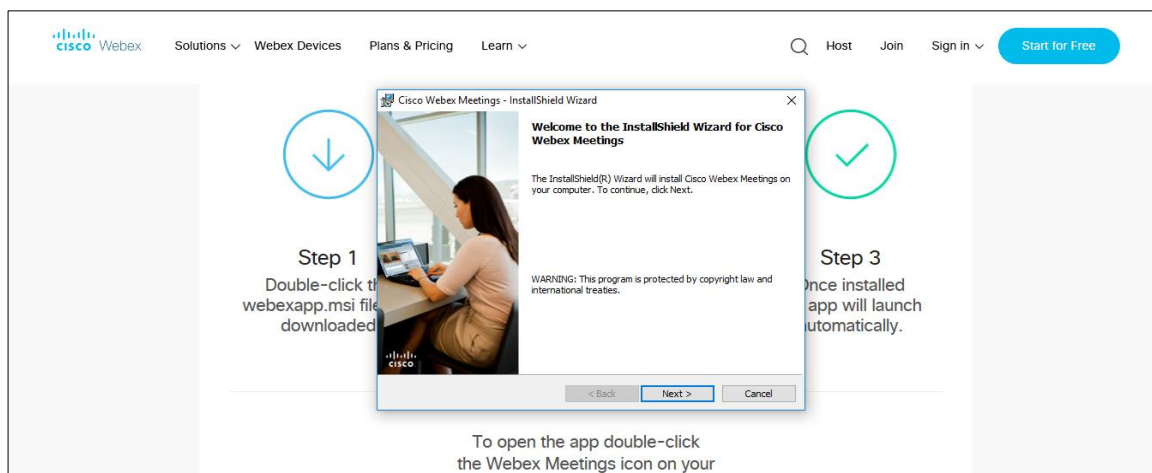 CISCO Webex Solutions Webex Devices Plans & Pricing Learn Host Join Sign in Start for Free
Cisco Webex Meetings - InstallShield Wizard
Welcome to the InstallShield Wizard for Cisco
Webex Meetings
The InstallShield(R) Wizard will install Cisco Webex Meetings on
your computer. To continue, click Next.
WARNING: This program is protected by copyright law and
international treaties.
CISCO
< Back Next > Cancel
Step 1
Double-click
webexapp.msi
downloaded
Step 3
installed
app will launch
To open the app double-click
the Webex Meetings icon on your